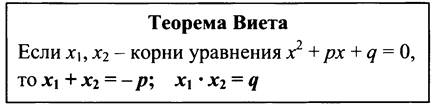 Теорема Виета
Если x₁, x₂ – корни уравнения x² + px + q = 0,
то x₁ + x₂ = – p; x₁ · x₂ = q